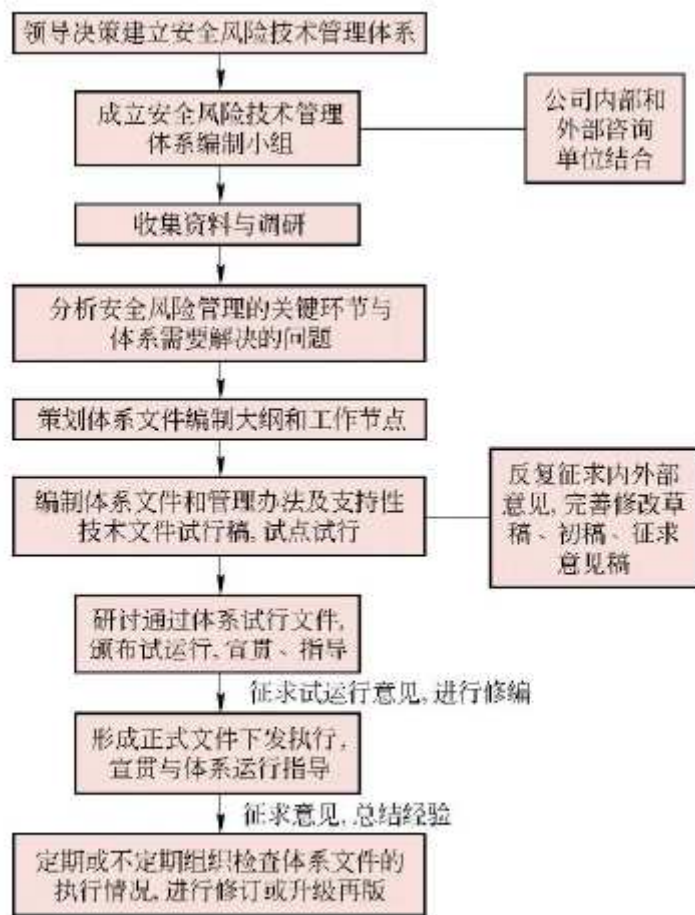 领导决策建立安全风险技术管理体系
成立安全风险技术管理
体系编制小组
公司内部和
外部咨询
单位结合
收集资料与调研
分析安全风险管理的关键环节与
体系需要解决的问题
策划体系文件编制大纲和工作节点
编制体系文件和管理办法及支持性
技术文件试行稿,试点试行
反复征求内外部
意见,完善修改草
稿、初稿、征求
意见稿
研讨通过体系试行文件,
颁布试运行,宣贯、指导
征求试运行意见,进行修编
形成正式文件下发执行,
宣贯与体系运行指导
征求意见,总结经验
定期或不定期组织检查体系文件的
执行情况,进行修订或升级再版